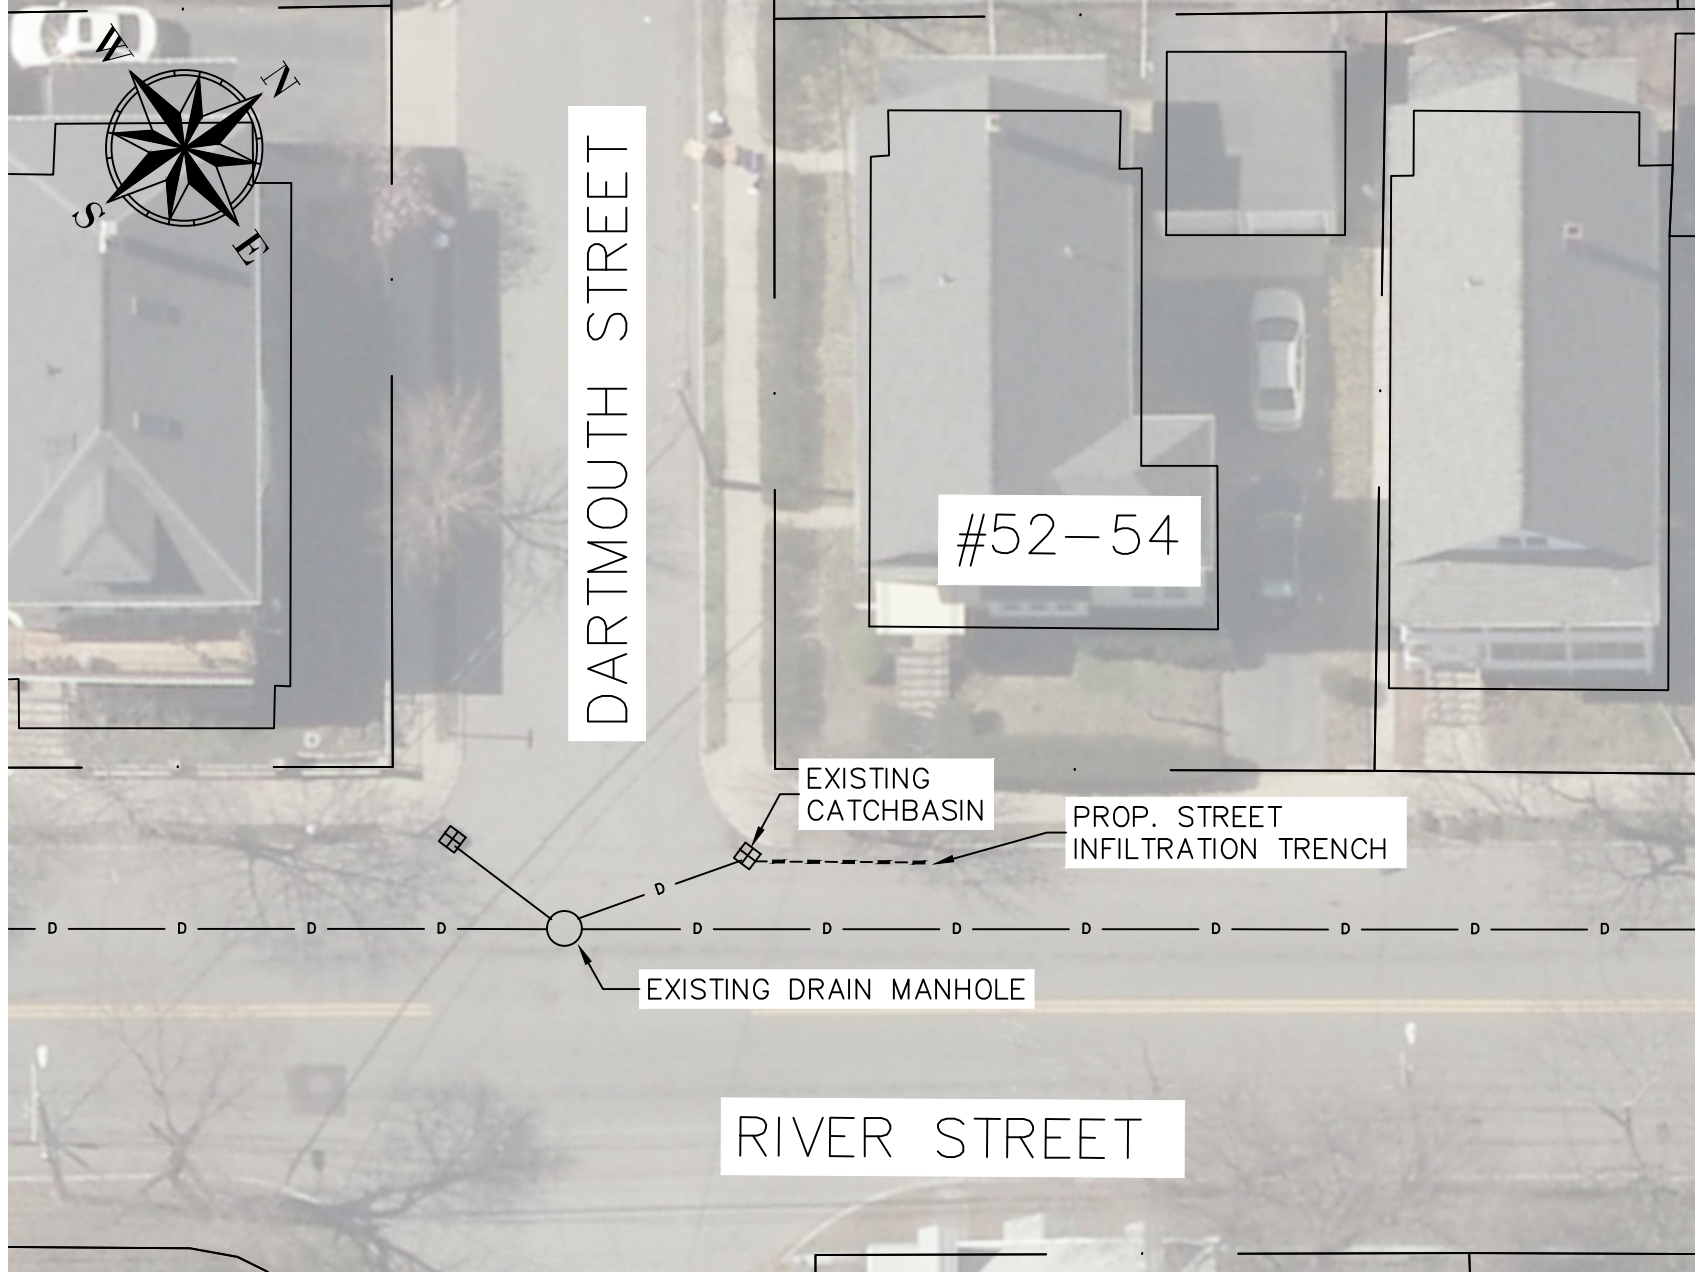 W
N
S
E
DARTMOUTH STREET
#52-54
EXISTING
CATCHBASIN
PROP. STREET
INFILTRATION TRENCH
D
D D D D D D D D D D D D
EXISTING DRAIN MANHOLE
RIVER STREET